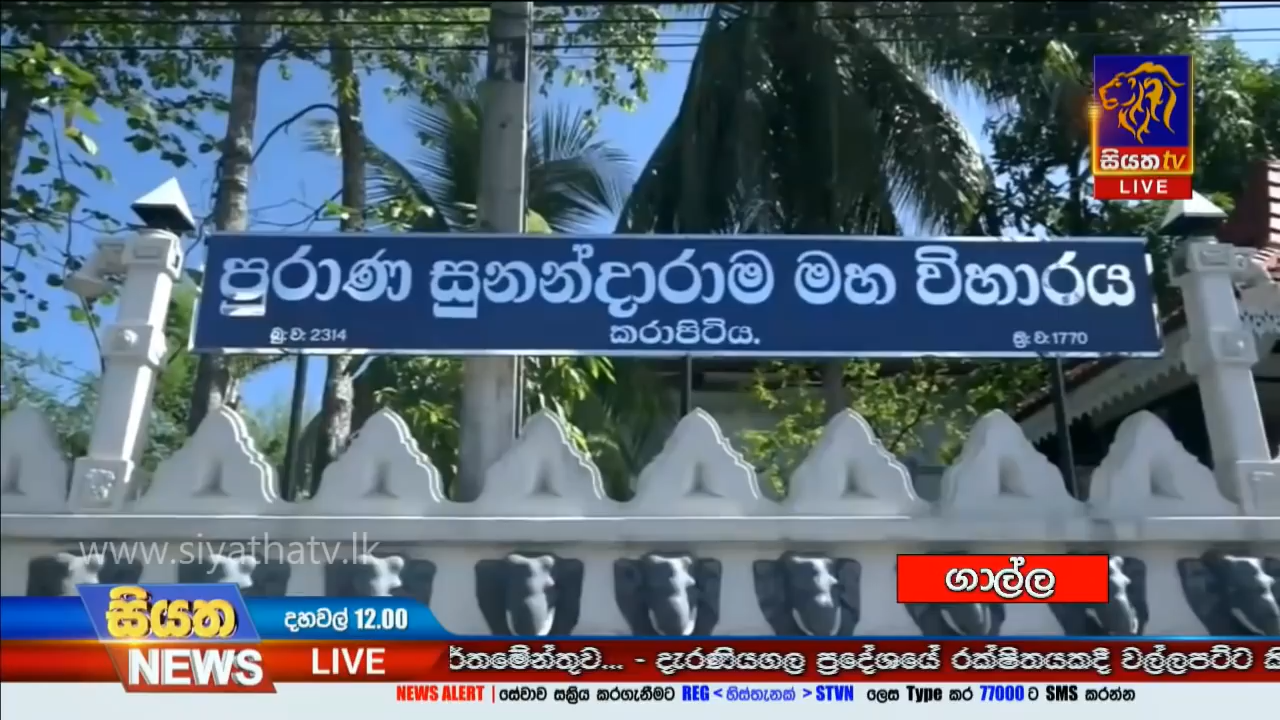 සියත tv
LIVE
පුරාණ සුනන්දාරාම මහ විහාරය
බු: ව: 2314
කරාපිටිය.
ක්‍රි: ව: 1770
www.siyathatv.lk
ගාල්ල
සියත
NEWS
දහවල් 12.00
LIVE
ර්තමේන්තුව... - දැරණියගල ප්‍රදේශයේ රක්ෂිතයකදී වල්ලපට්ට
NEWS ALERT | සේවාව සක්‍රිය කරගැනීමට REG < හිස්තැනක් > STVN ලෙස Type කර 77000 ට SMS කරන්න